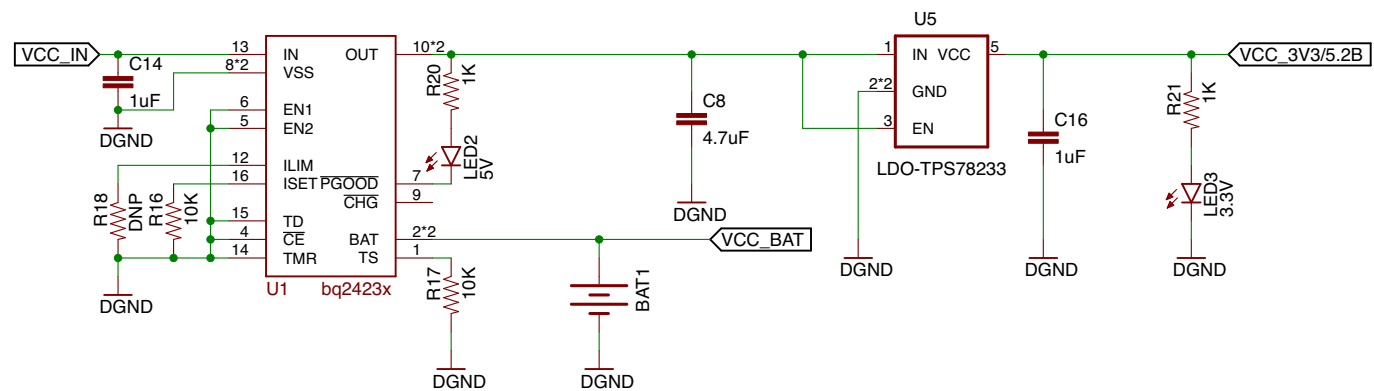 VCC_IN
C14
1uF
DGND
13
8*2
6
5
12
16
15
4
14
IN
VSS
EN1
EN2
ILIM
ISET
TD
CE
TMR
OUT
PGOOD
CHG
BAT
TS
10*2
7
9
2*2
1
U1
bq2423x
R18
DNP
R16
10K
DGND
R20
1K
LED2
5V
R17
10K
DGND
VCC_BAT
BAT1
DGND
C8
4.7uF
DGND
U5
1
2*2
3
IN
VCC
GND
EN
5
LDO-TPS78233
DGND
C16
1uF
DGND
VCC_3V3/5.2B
R21
1K
LED3
3.3V
DGND